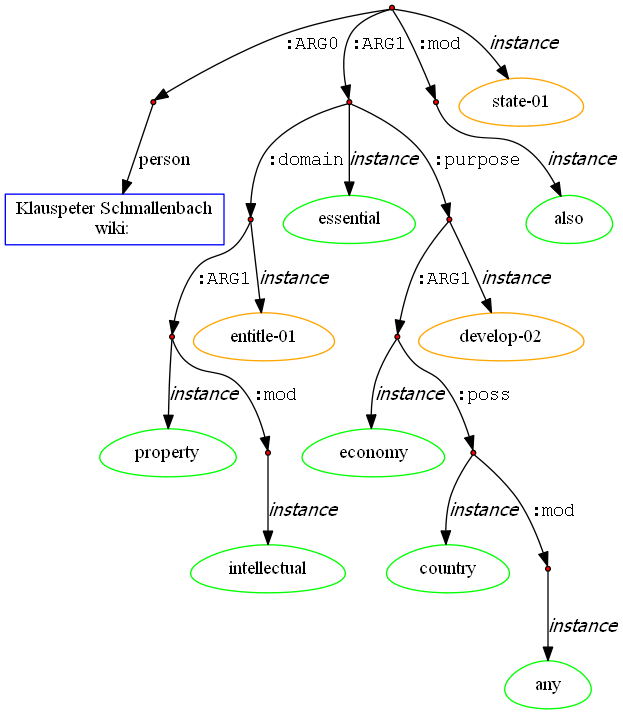 :ARG0
:ARG1
:mod
instance
state-01
person
:domain
instance
:purpose
instance
Klauspeter Schmallenbach
wiki:
essential
also
:ARG1
instance
:ARG1
instance
entitle-01
develop-02
instance
:mod
instance
:poss
property
economy
instance
instance
:mod
intellectual
country
instance
any